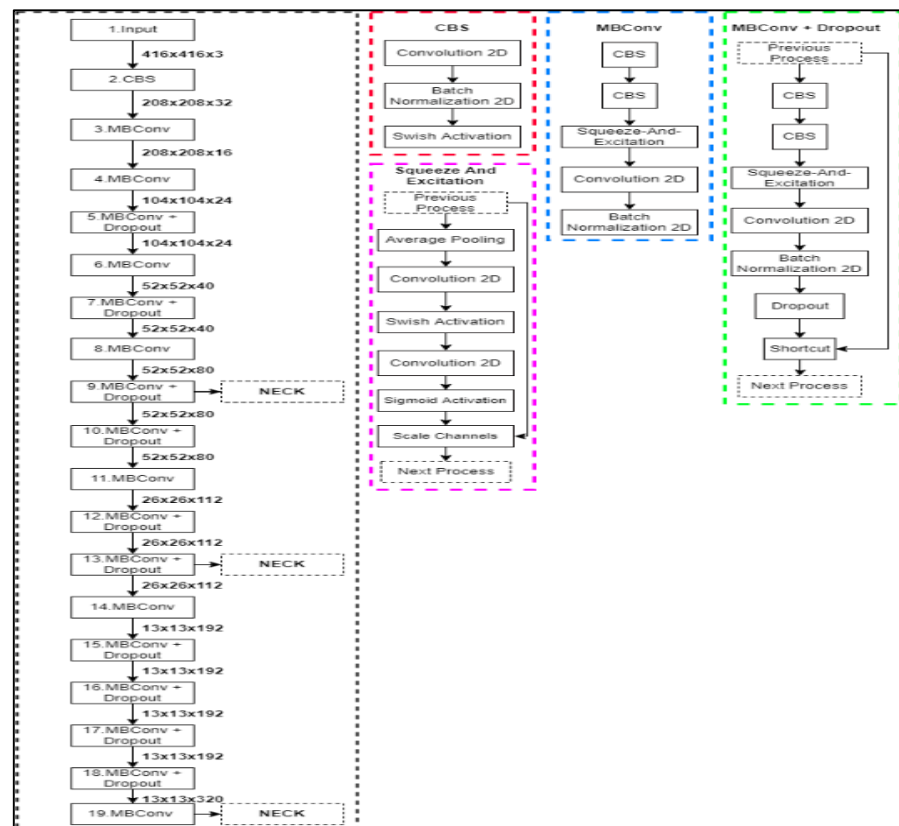 1.Input
416x416x3
2.CBS
208x208x32
3.MBConv
208x208x16
4.MBConv
104x104x24
5.MBConv +
Dropout
104x104x24
6.MBConv
52x52x40
7.MBConv +
Dropout
52x52x40
8.MBConv
52x52x80
9.MBConv +
Dropout
NECK
52x52x80
10.MBConv +
Dropout
52x52x80
11.MBConv
26x26x112
12.MBConv +
Dropout
26x26x112
13.MBConv +
Dropout
NECK
26x26x112
14.MBConv
13x13x192
15.MBConv +
Dropout
13x13x192
16.MBConv +
Dropout
13x13x192
17.MBConv +
Dropout
13x13x192
18.MBConv +
Dropout
13x13x320
19.MBConv
NECK
CBS
Convolution 2D
Batch
Normalization 2D
Swish Activation
Squeeze And
Excitation
Previous
Process
Average Pooling
Convolution 2D
Swish Activation
Convolution 2D
Sigmoid Activation
Scale Channels
Next Process
MBConv
CBS
CBS
Squeeze-And-
Excitation
Convolution 2D
Batch
Normalization 2D
MBConv + Dropout
Previous
Process
CBS
CBS
Squeeze-And-
Excitation
Convolution 2D
Batch
Normalization 2D
Dropout
Shortcut
Next Process